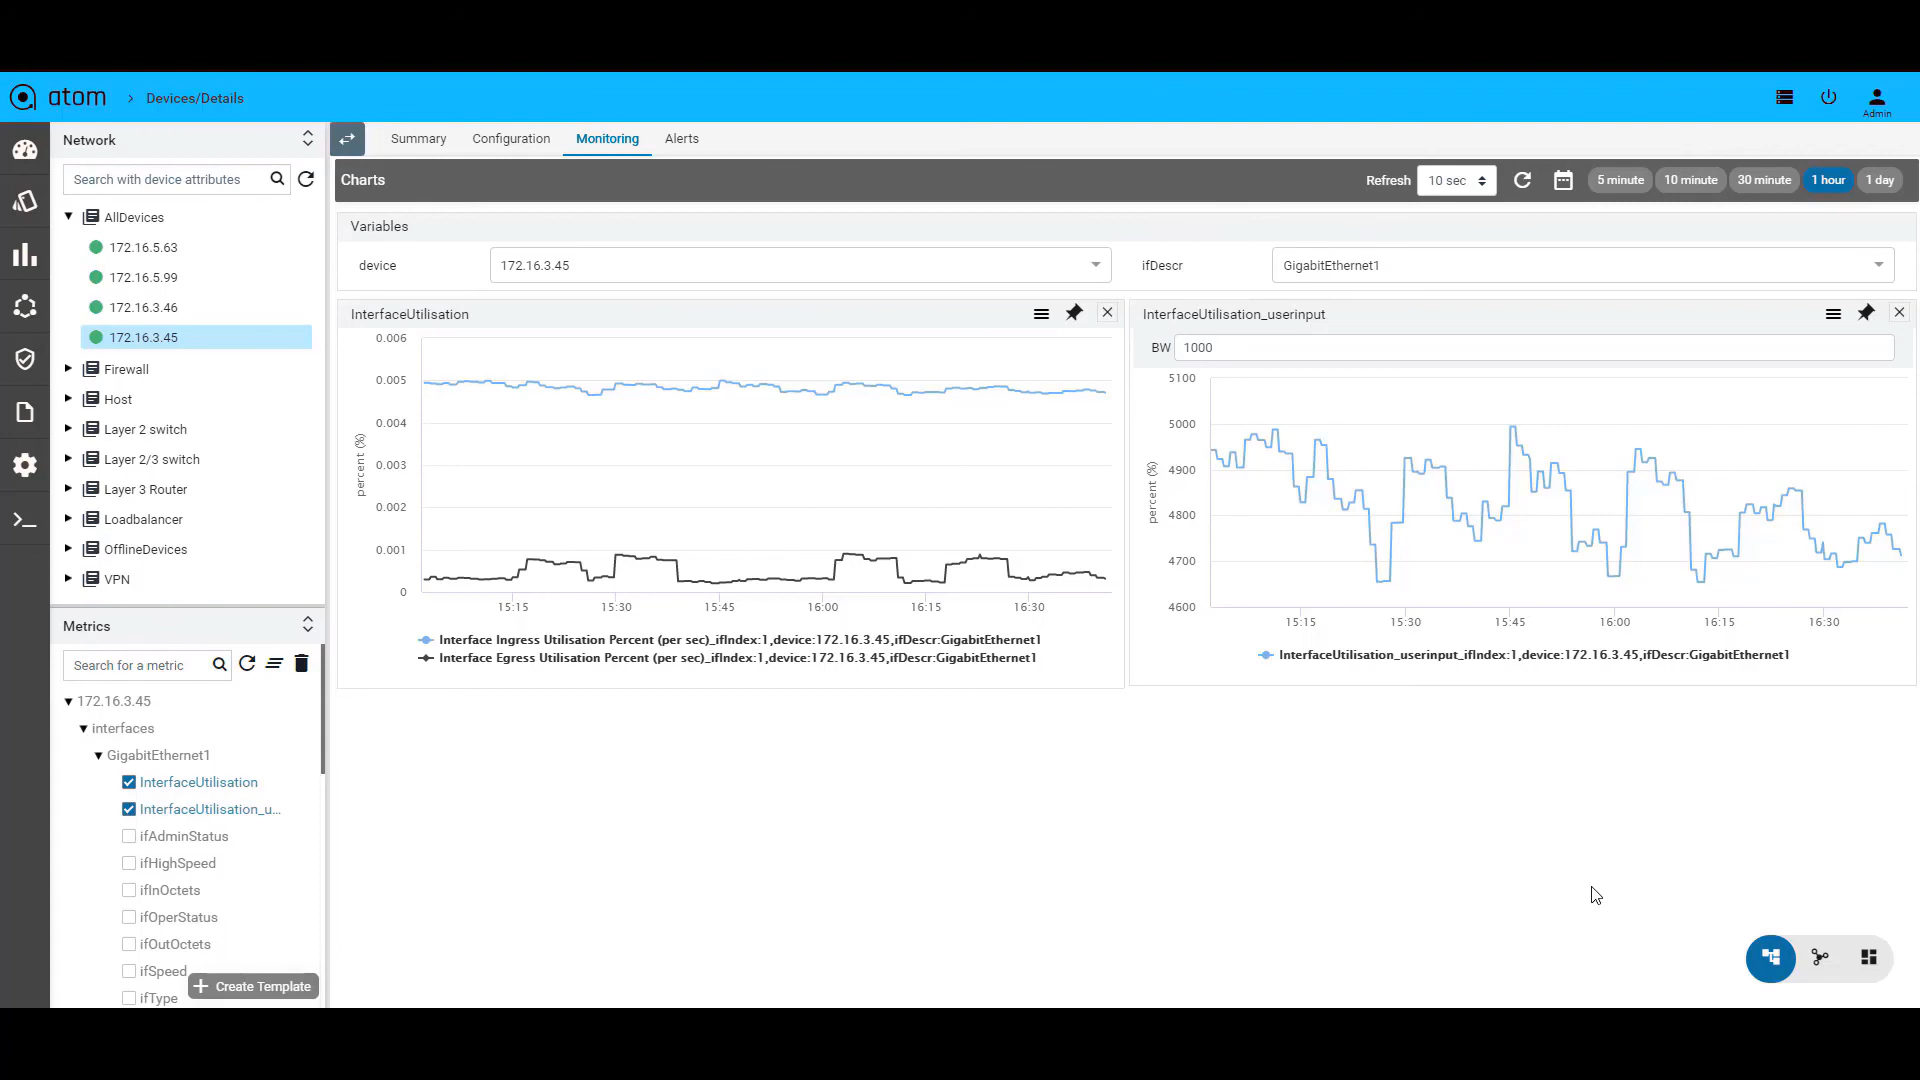 atom
Devices/Details
Admin
Network
Search with device attributes
AllDevices
172.16.5.63
172.16.5.99
172.16.3.46
172.16.3.45
Firewall
Host
Layer 2 switch
Layer 2/3 switch
Layer 3 Router
Loadbalancer
OfflineDevices
VPN
Metrics
Search for a metric
172.16.3.45
interfaces
GigabitEthernet1
InterfaceUtilisation
InterfaceUtilisation_u...
ifAdminStatus
ifHighSpeed
ifInOctets
ifOperStatus
ifOutOctets
ifSpeed
ifType
Create Template
Summary Configuration Monitoring Alerts
Charts
Refresh 10 sec 5 minute 10 minute 30 minute 1 hour 1 day
Variables
device 172.16.3.45 ifDescr GigabitEthernet1
InterfaceUtilisation
percent (%)
0.006
0.005
0.004
0.003
0.002
0.001
0
15:15 15:30 15:45 16:00 16:15 16:30
Interface Ingress Utilisation Percent (per sec)_ifIndex:1,device:172.16.3.45,ifDescr:GigabitEthernet1
Interface Egress Utilisation Percent (per sec)_ifIndex:1,device:172.16.3.45,ifDescr:GigabitEthernet1
InterfaceUtilisation_userinput
BW 1000
percent (%)
5100
5000
4900
4800
4700
4600
15:15 15:30 15:45 16:00 16:15 16:30
InterfaceUtilisation_userinput_ifIndex:1,device:172.16.3.45,ifDescr:GigabitEthernet1